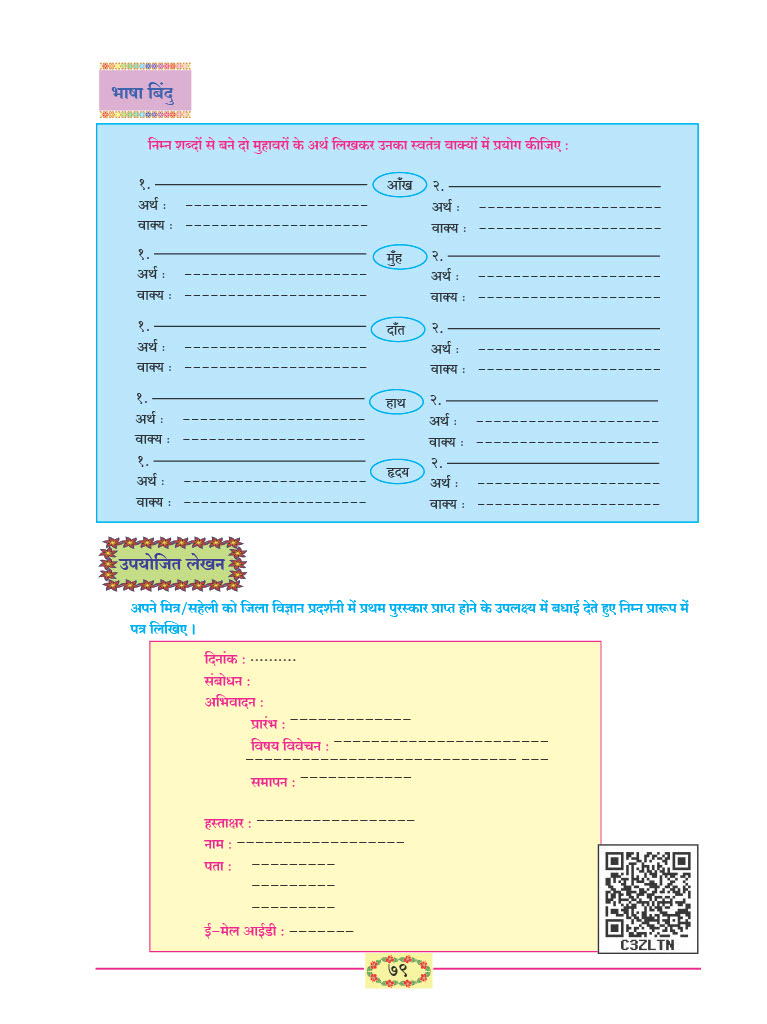 भाषा बिंदु
निम्न शब्दों से बने दो मुहावरों के अर्थ लिखकर उनका स्वतंत्र वाक्यों में प्रयोग कीजिए :
१. आँख २.
अर्थ : अर्थ :
वाक्य : वाक्य :
१. मुँह २.
अर्थ : अर्थ :
वाक्य : वाक्य :
१. दाँत २.
अर्थ : अर्थ :
वाक्य : वाक्य :
१. हाथ २.
अर्थ : अर्थ :
वाक्य : वाक्य :
१. हृदय २.
अर्थ : अर्थ :
वाक्य : वाक्य :
उपयोजित लेखन
अपने मित्र/सहेली को जिला विज्ञान प्रदर्शनी में प्रथम पुरस्कार प्राप्त होने के उपलक्ष्य में बधाई देते हुए निम्न प्रारूप में
पत्र लिखिए ।
दिनांक : ..........
संबोधन :
अभिवादन :
प्रारंभ :
विषय विवेचन :
समापन :
हस्ताक्षर :
नाम :
पता :
ई-मेल आईडी :
C3ZLTN
७९